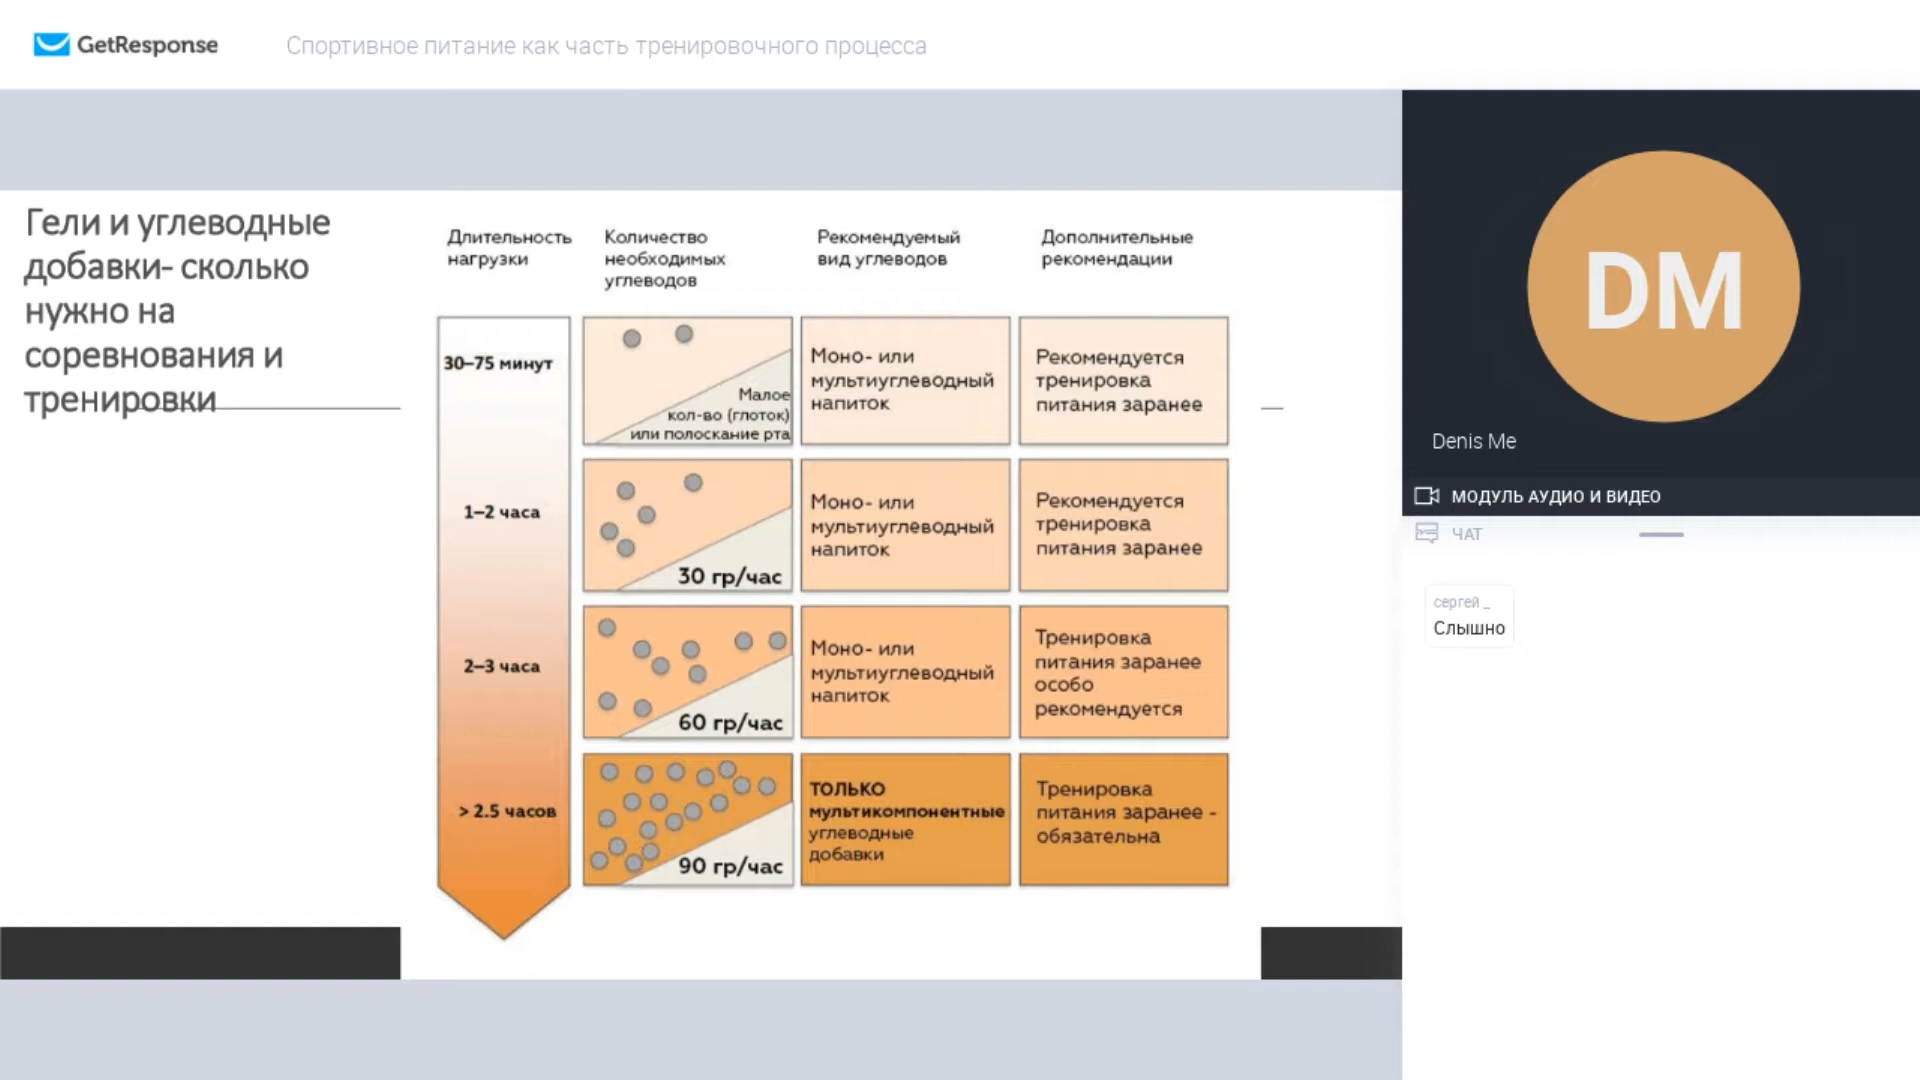 GetResponse
Спортивное питание как часть тренировочного процесса
Гели и углеводные
добавки- сколько
нужно на
соревнования и
тренировки
Длительность
нагрузки
Количество
необходимых
углеводов
Рекомендуемый
вид углеводов
Дополнительные
рекомендации
30–75 минут
Малое
кол-во (глоток)
или полоскание рта
Моно- или
мультиуглеводный
напиток
Рекомендуется
тренировка
питания заранее
1–2 часа
30 гр/час
Моно- или
мультиуглеводный
напиток
Рекомендуется
тренировка
питания заранее
2–3 часа
60 гр/час
Моно- или
мультиуглеводный
напиток
Тренировка
питания заранее
особо
рекомендуется
> 2.5 часов
90 гр/час
ТОЛЬКО
мультикомпонентные
углеводные
добавки
Тренировка
питания заранее -
обязательна
DM
Denis Me
МОДУЛЬ АУДИО И ВИДЕО
ЧАТ
сергей _
Слышно